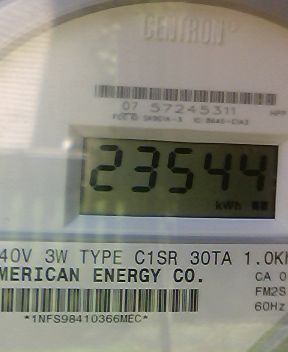 CENTRON
07 57245311
23544
kWh
40V 3W TYPE C1SR 30TA 1.0Kh
MERICAN ENERGY CO.
CA 0
FM2S
60Hz
*1NFS98410366MEC*